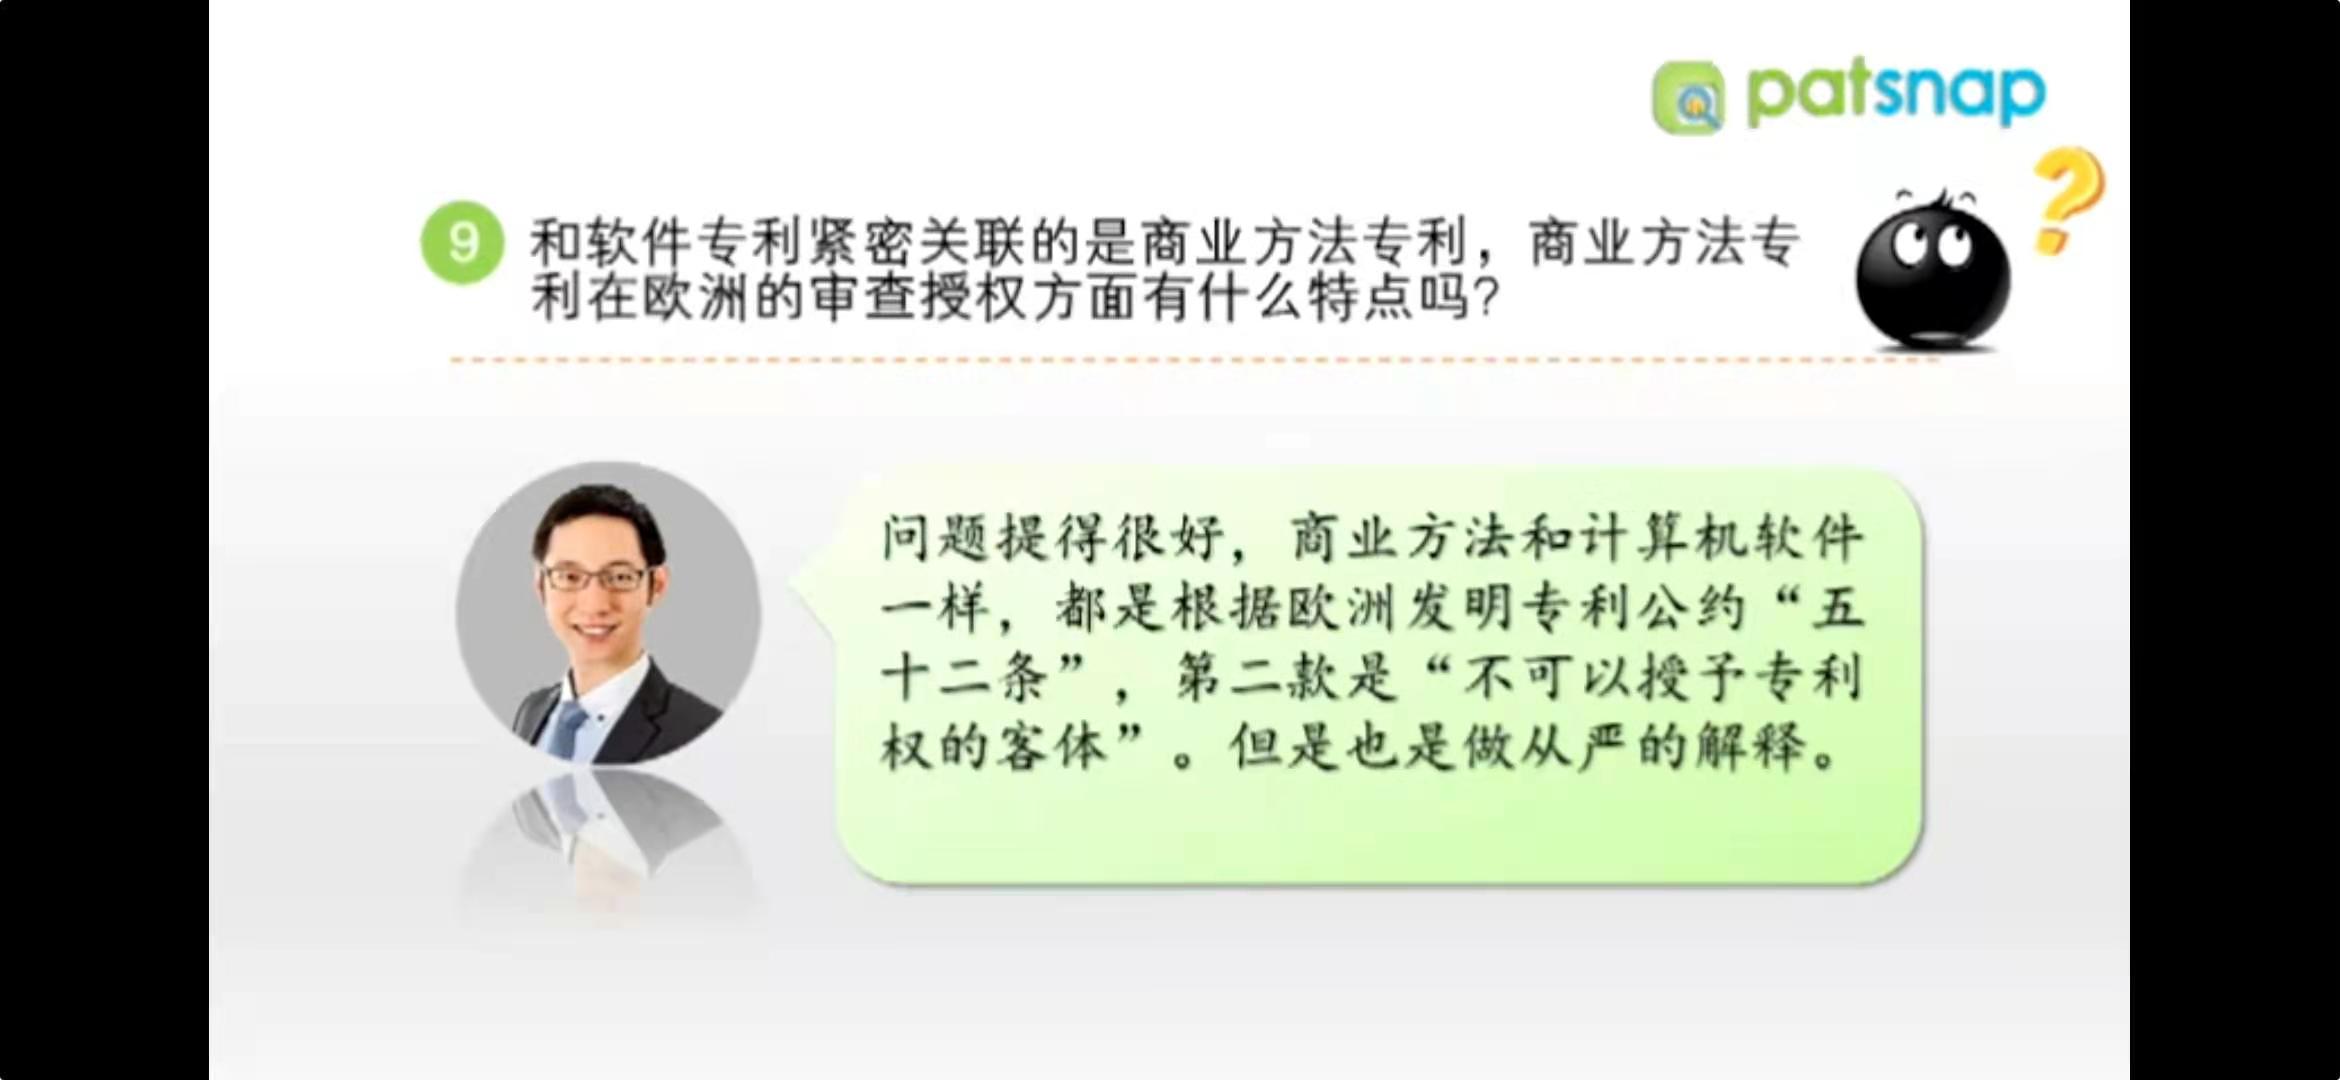 patsnap
9 和软件专利紧密关联的是商业方法专利，商业方法专
利在欧洲的审查授权方面有什么特点吗？
问题提得很好，商业方法和计算机软件
一样，都是根据欧洲发明专利公约“五
十二条”，第二款是“不可以授予专利
权的客体”。但是也是做从严的解释。